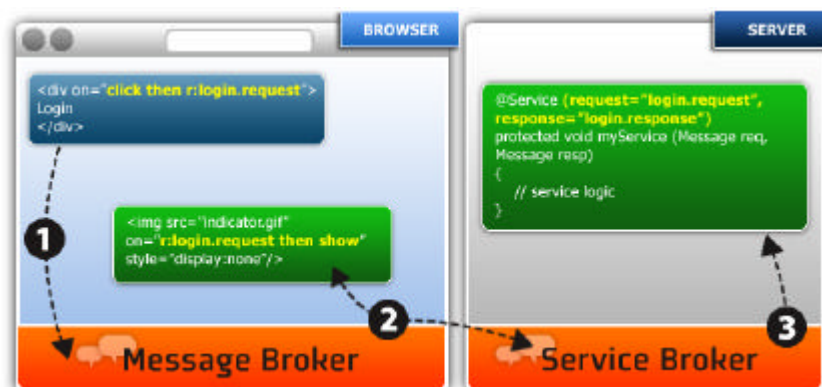 BROWSER
SERVER
<div on="click then r:login.request">
Login
</div>
@Service (request="login.request",
response="login.response")
protected void myService (Message req,
Message resp)
{
// service logic
}
<img src="indicator.gif"
on="r:login.request then show"
style="display:none"/>
1
2
3
Message Broker
Service Broker